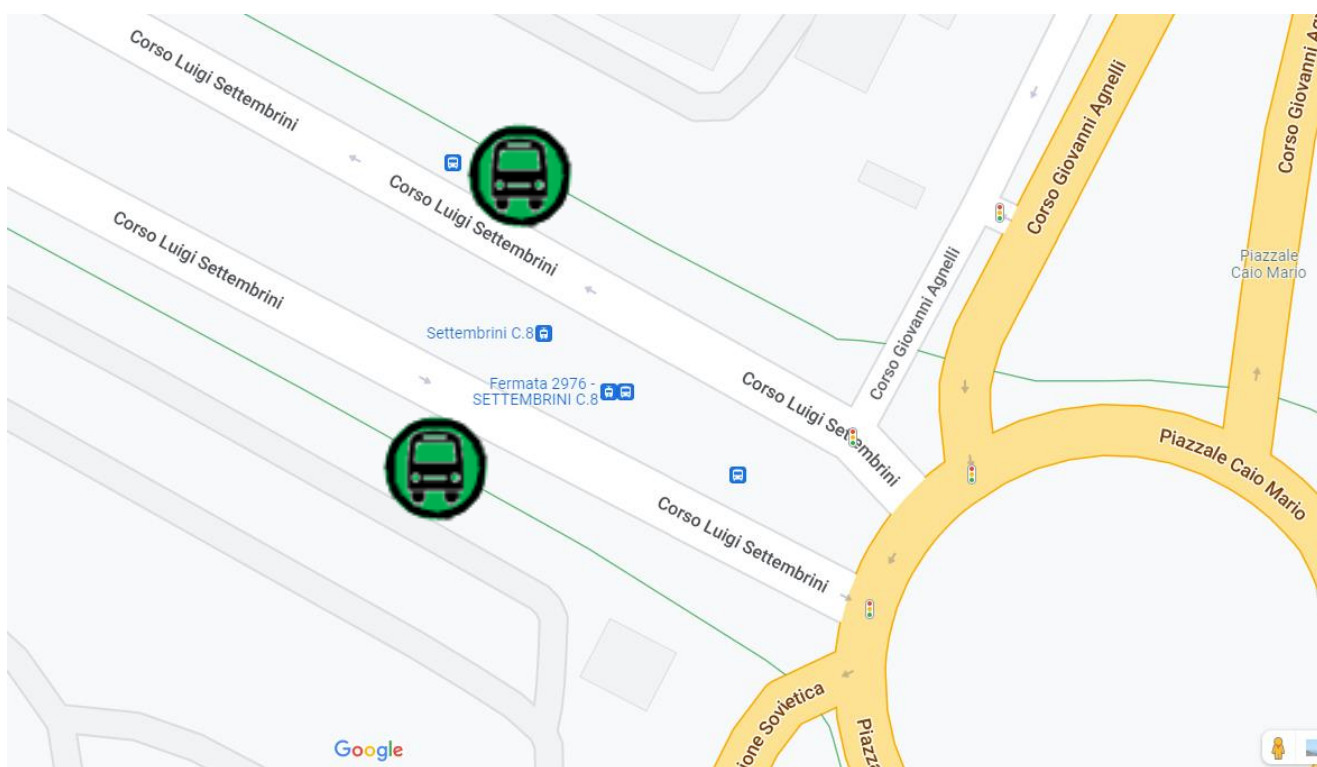 Corso Luigi Settembrini
Corso Luigi Settembrini
Corso Luigi Settembrini
Corso Giovanni Agnelli
Corso Giovanni
Piazzale
Caio Mario
Corso Giovanni Agnelli
Settembrini C.8
Fermata 2976 -
SETTEMBRINI C.8
Corso Luigi Settembrini
Piazzale Caio Mario
Corso Luigi Settembrini
ione Sovietica
Piazza
Google